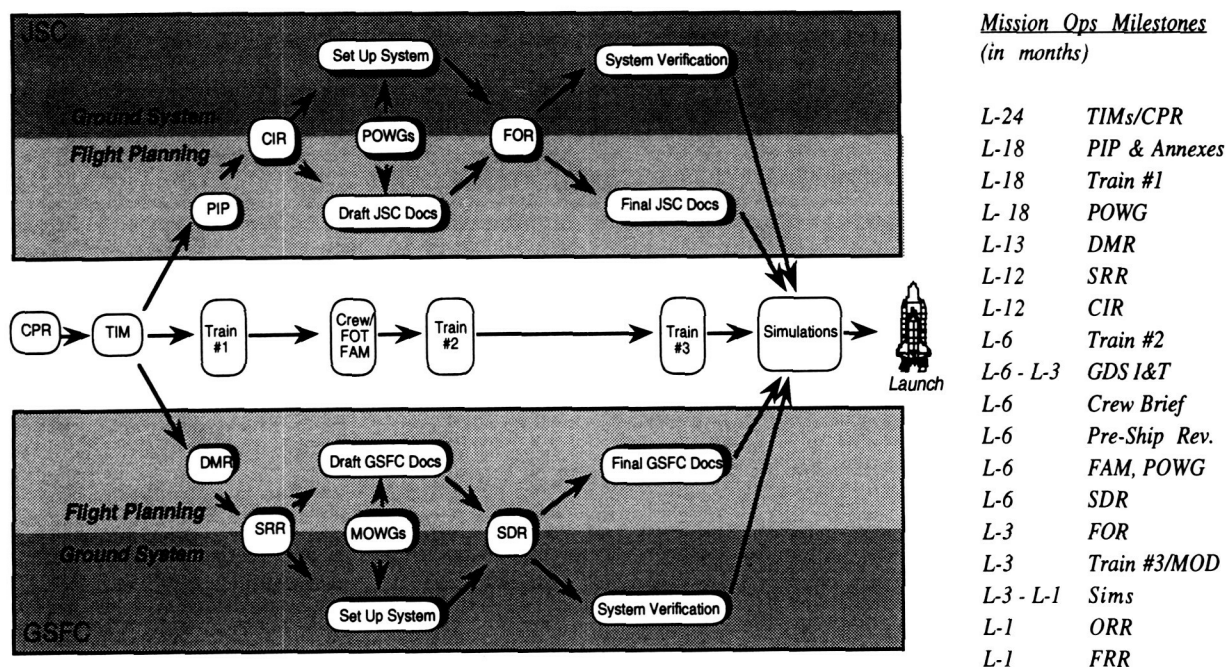 JSC
Set Up System
System Verification
Ground System
CIR
POWGs
FOR
Flight Planning
PIP
Draft JSC Docs
Final JSC Docs
CPR
TIM
Train
#1
Crew/
FOT
FAM
Train
#2
Train
#3
Simulations
Launch
DMR
Draft GSFC Docs
Final GSFC Docs
Flight Planning
SRR
MOWGs
SDR
Ground System
Set Up System
System Verification
GSFC
Mission Ops Milestones
(in months)
L-24 TIMs/CPR
L-18 PIP & Annexes
L-18 Train #1
L- 18 POWG
L-13 DMR
L-12 SRR
L-12 CIR
L-6 Train #2
L-6 - L-3 GDS I&T
L-6 Crew Brief
L-6 Pre-Ship Rev.
L-6 FAM, POWG
L-6 SDR
L-3 FOR
L-3 Train #3/MOD
L-3 - L-1 Sims
L-1 ORR
L-1 FRR